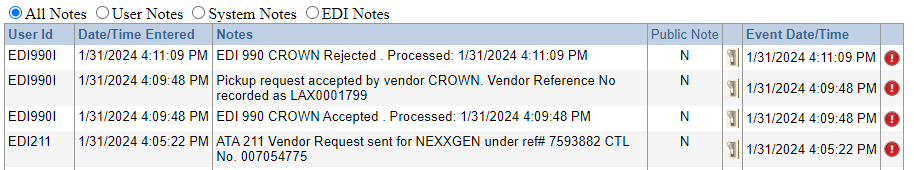 All Notes User Notes System Notes EDI Notes
User Id Date/Time Entered Notes Public Note Event Date/Time
EDI990I 1/31/2024 4:11:09 PM EDI 990 CROWN Rejected . Processed: 1/31/2024 4:11:09 PM N 1/31/2024 4:11:09 PM
EDI990I 1/31/2024 4:09:48 PM Pickup request accepted by vendor CROWN. Vendor Reference No N 1/31/2024 4:09:48 PM
recorded as LAX0001799
EDI990I 1/31/2024 4:09:48 PM EDI 990 CROWN Accepted . Processed: 1/31/2024 4:09:48 PM N 1/31/2024 4:09:48 PM
EDI211 1/31/2024 4:05:22 PM ATA 211 Vendor Request sent for NEXXGEN under ref# 7593882 CTL N 1/31/2024 4:05:22 PM
No. 007054775